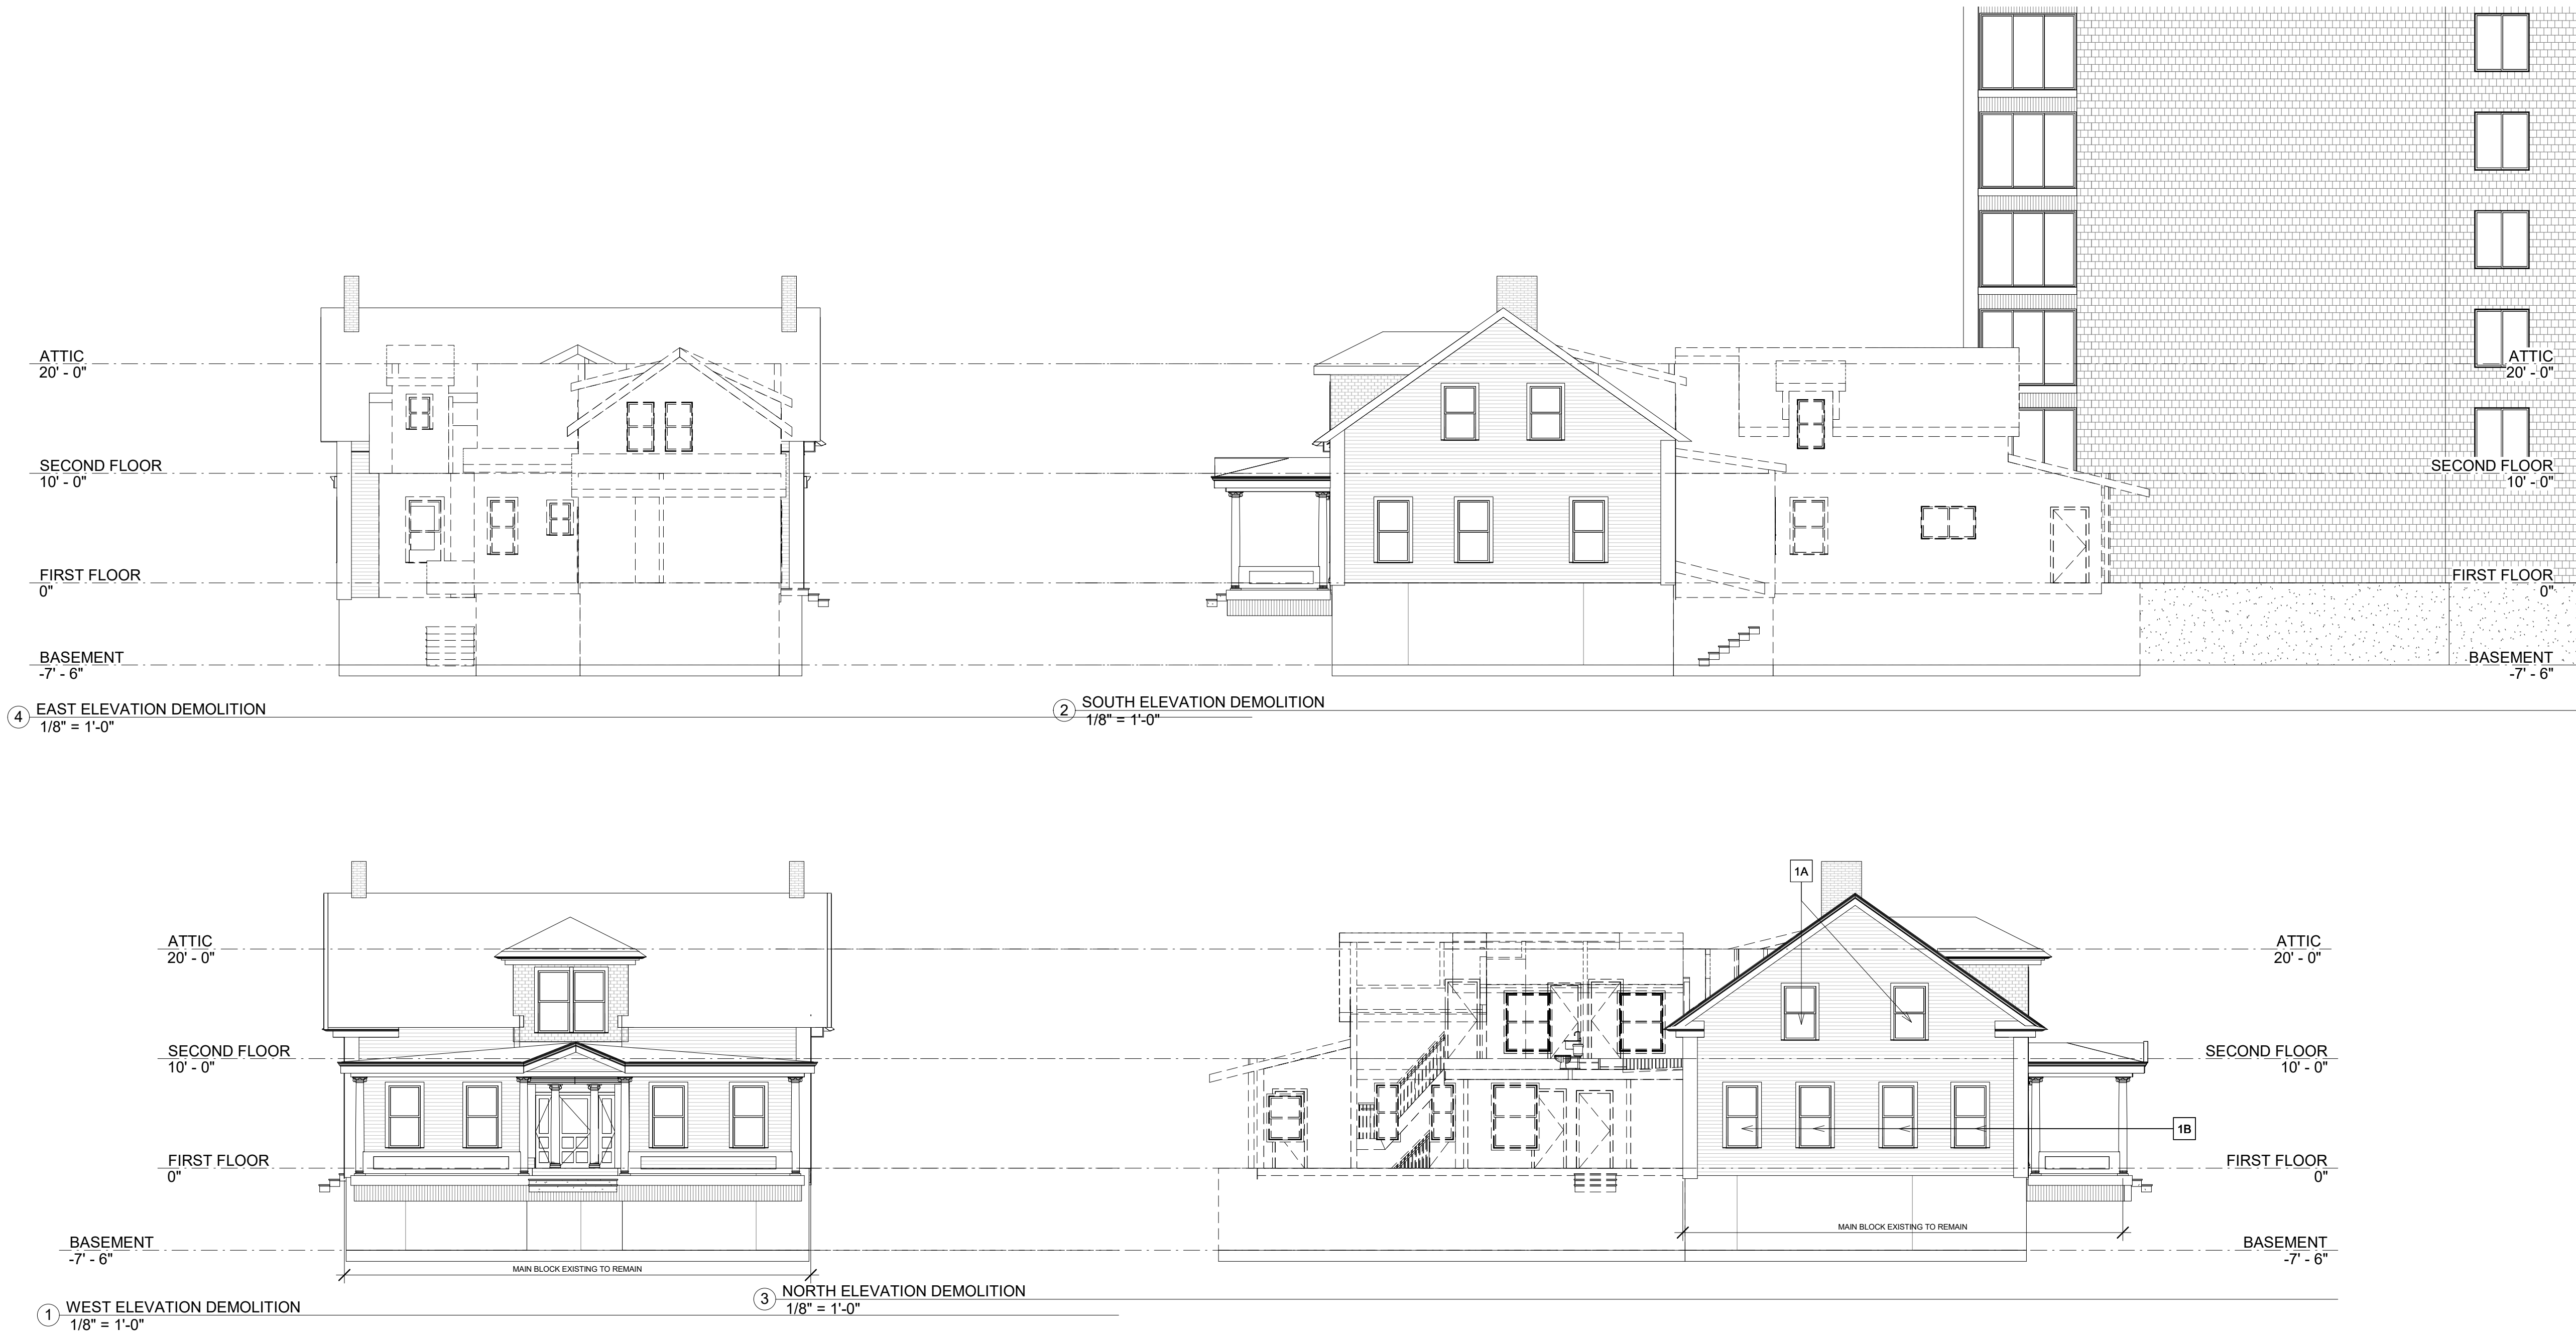 ATTIC
20' - 0"
SECOND FLOOR
10' - 0"
FIRST FLOOR
0"
BASEMENT
-7' - 6"
4
EAST ELEVATION DEMOLITION
1/8" = 1'-0"
ATTIC
20' - 0"
SECOND FLOOR
10' - 0"
FIRST FLOOR
0"
BASEMENT
-7' - 6"
2
SOUTH ELEVATION DEMOLITION
1/8" = 1'-0"
ATTIC
20' - 0"
SECOND FLOOR
10' - 0"
FIRST FLOOR
0"
BASEMENT
-7' - 6"
MAIN BLOCK EXISTING TO REMAIN
1
WEST ELEVATION DEMOLITION
1/8" = 1'-0"
1A
ATTIC
20' - 0"
SECOND FLOOR
10' - 0"
1B
FIRST FLOOR
0"
MAIN BLOCK EXISTING TO REMAIN
BASEMENT
-7' - 6"
3
NORTH ELEVATION DEMOLITION
1/8" = 1'-0"